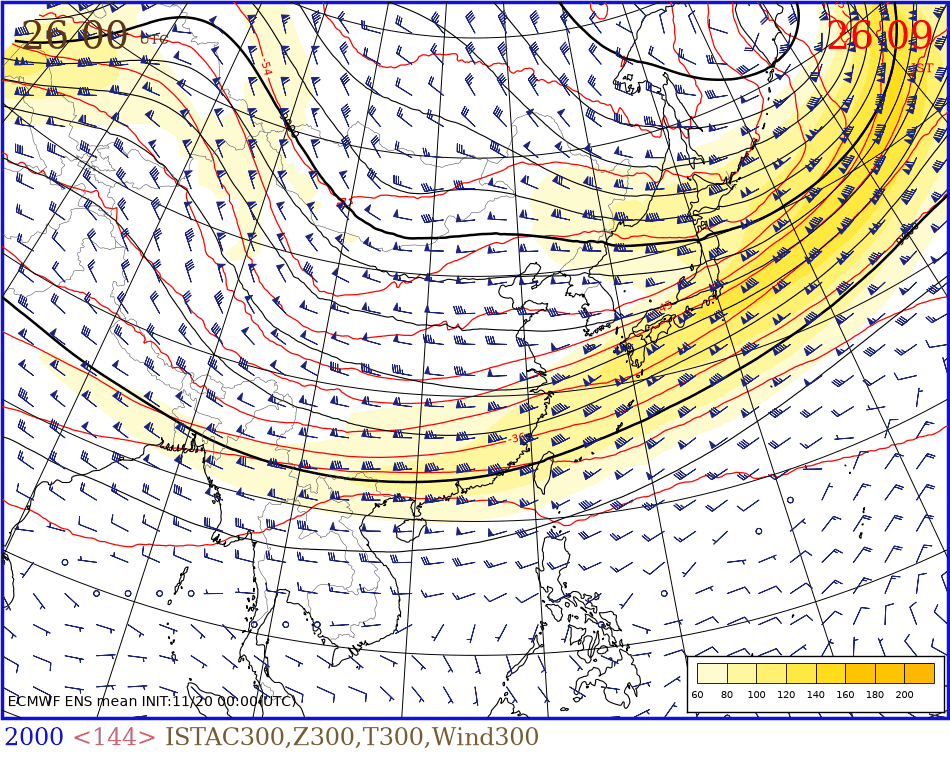 26 00 UTC
26 09
JST
-54
-45
60 80 100 120 140 160 180 200
ECMWF ENS mean INIT:11/20 00:00(UTC)
2000 <144> ISTAC300,Z300,T300,Wind300